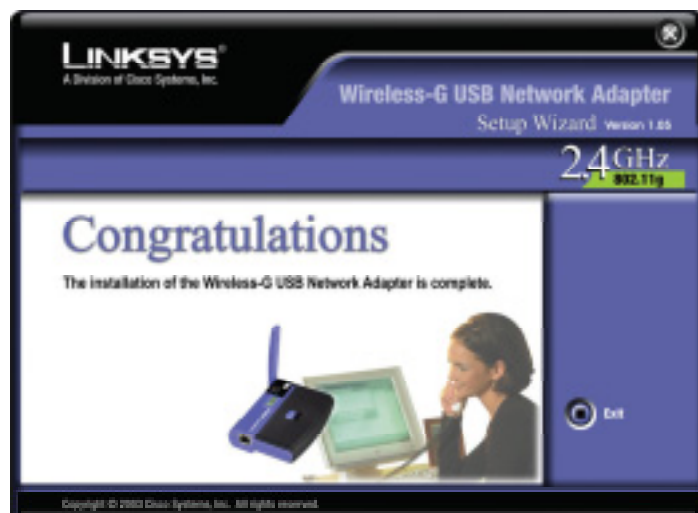 LINKSYS®
A Division of Cisco Systems, Inc.
Wireless-G USB Network Adapter
Setup Wizard Version 1.05
2.4GHz
802.11g
Congratulations
The installation of the Wireless-G USB Network Adapter is complete.
Exit
Copyright © 2003 Cisco Systems, Inc. All rights reserved.